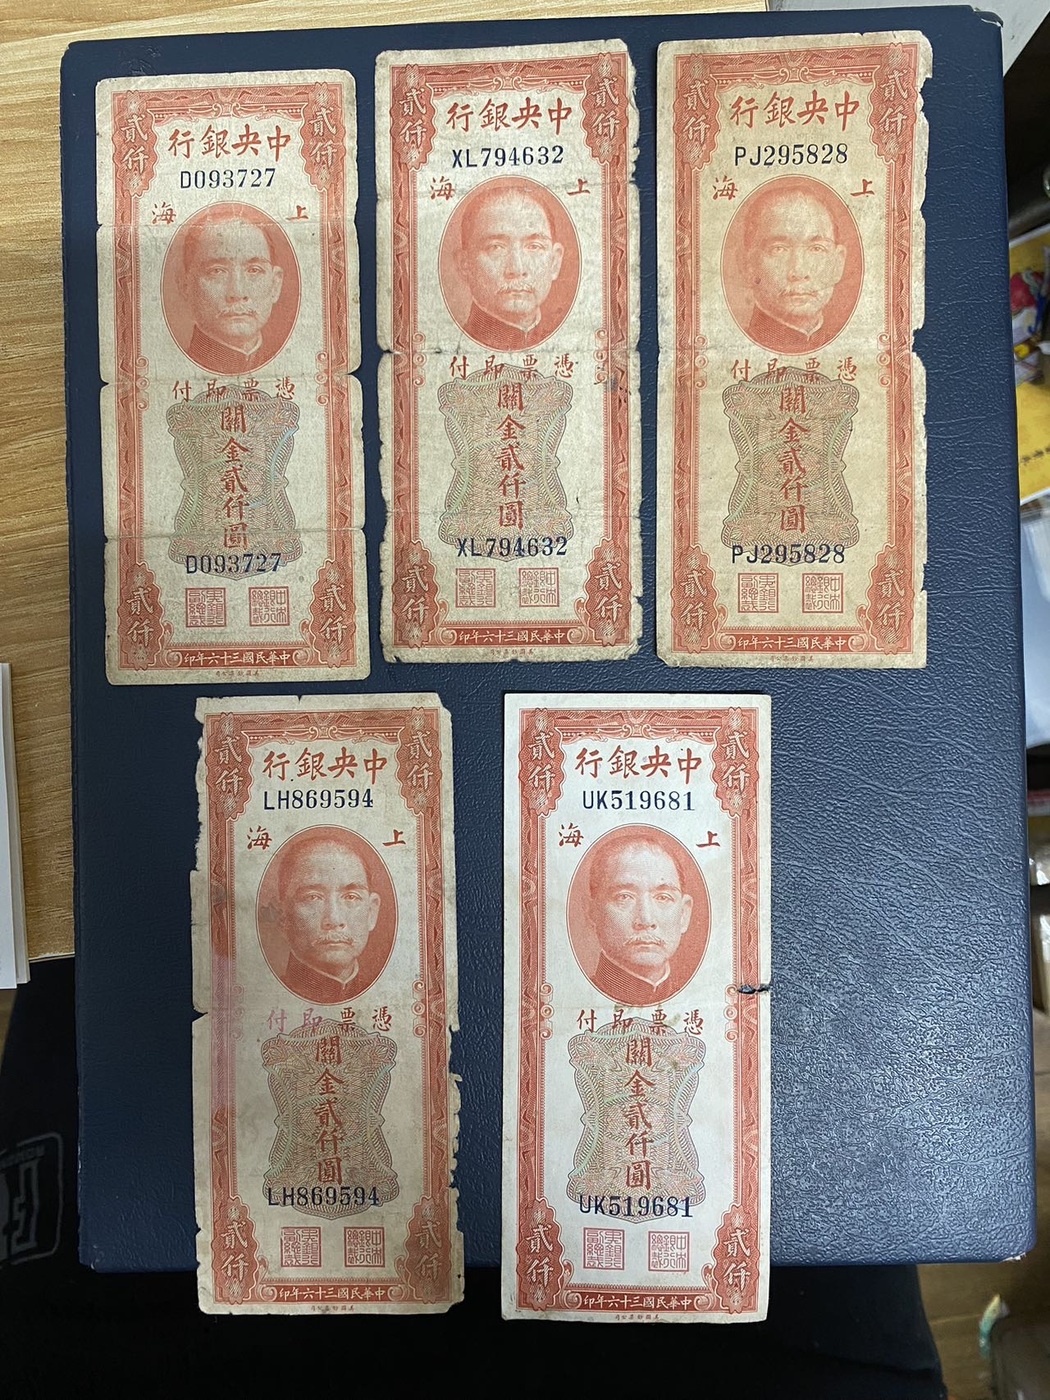 貳仟
貳仟
中央銀行
D093727
上海
憑票即付
關金貳仟圓
D093727
貳仟
貳仟
中華民國三十六年印
貳仟
貳仟
中央銀行
XL794632
上海
憑票即付
關金貳仟圓
XL794632
貳仟
貳仟
中華民國三十六年印
貳仟
貳仟
中央銀行
PJ295828
上海
憑票即付
關金貳仟圓
PJ295828
貳仟
貳仟
中華民國三十六年印
貳仟
貳仟
中央銀行
LH869594
上海
憑票即付
關金貳仟圓
LH869594
貳仟
貳仟
中華民國三十六年印
貳仟
貳仟
中央銀行
UK519681
上海
憑票即付
關金貳仟圓
UK519681
貳仟
貳仟
中華民國三十六年印